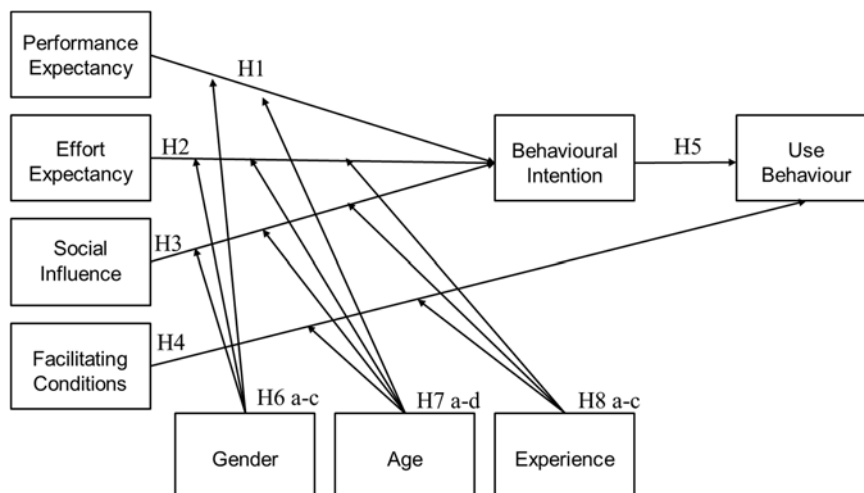 Performance
Expectancy
H1
Effort
Expectancy
H2
Behavioural
Intention
H5
Use
Behaviour
Social
Influence
H3
Facilitating
Conditions
H4
H6 a-c
H7 a-d
H8 a-c
Gender
Age
Experience